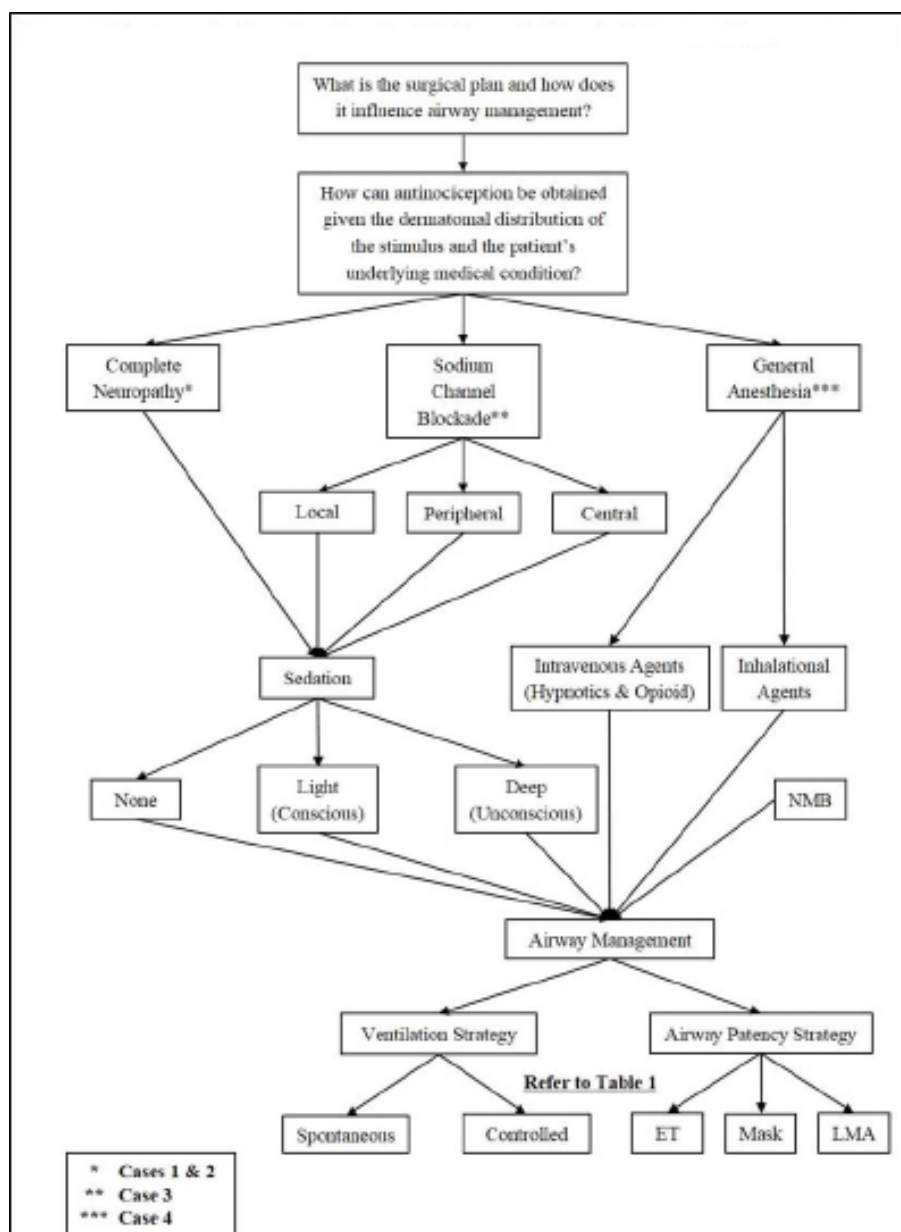 What is the surgical plan and how does
it influence airway management?
How can antinociception be obtained
given the dermatomal distribution of
the stimulus and the patient's
underlying medical condition?
Complete
Neuropathy*
Sodium
Channel
Blockade**
General
Anesthesia***
Local
Peripheral
Central
Sedation
Intravenous Agents
(Hypnotics & Opioid)
Inhalational
Agents
None
Light
(Conscious)
Deep
(Unconscious)
NMB
Airway Management
Ventilation Strategy
Airway Patency Strategy
Refer to Table 1
Spontaneous
Controlled
ET
Mask
LMA
* Cases 1 & 2
** Case 3
*** Case 4